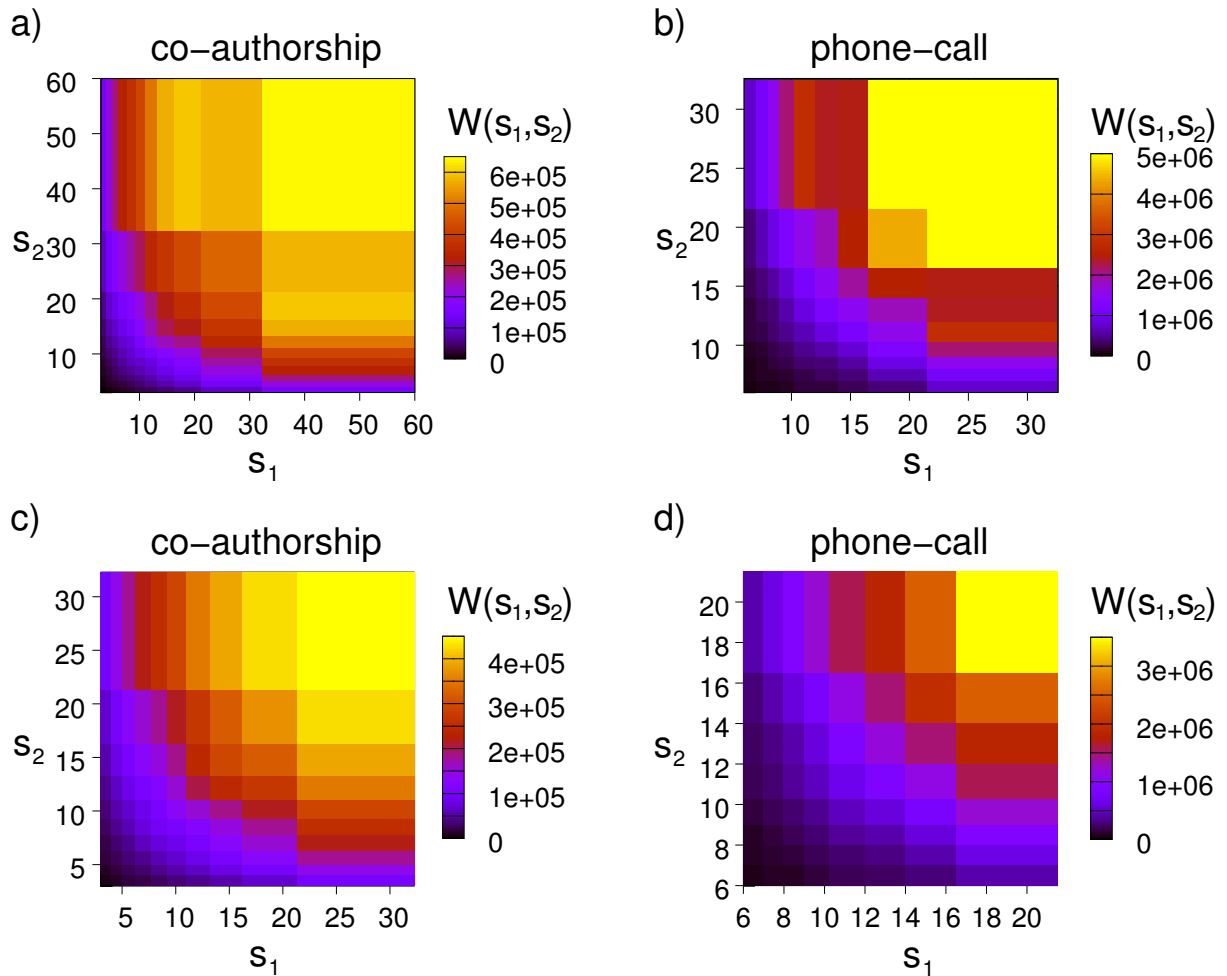 a)
co−authorship
60
50
40
s₂30
20
10
10 20 30 40 50 60
s₁
W(s₁,s₂)
6e+05
5e+05
4e+05
3e+05
2e+05
1e+05
0
b)
phone−call
30
25
s₂ 20
15
10
10 15 20 25 30
s₁
W(s₁,s₂)
5e+06
4e+06
3e+06
2e+06
1e+06
0
c)
co−authorship
30
25
20
s₂ 15
10
5
5 10 15 20 25 30
s₁
W(s₁,s₂)
4e+05
3e+05
2e+05
1e+05
0
d)
phone−call
20
18
16
14
s₂ 12
10
8
6
6 8 10 12 14 16 18 20
s₁
W(s₁,s₂)
3e+06
2e+06
1e+06
0